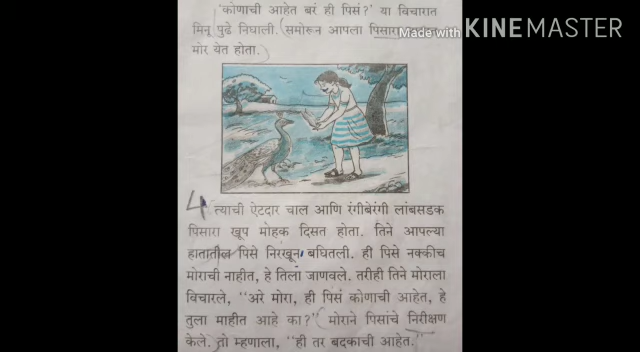 'कोणाची आहेत बरं ही पिसं?' या विचारात
मिनू पुढे निघाली. (समोरून आपला पिसारा
Made with KINEMASTER
मोर येत होता.)
4 त्याची ऐटदार चाल आणि रंगीबेरंगी लांबसडक
पिसारा खूप मोहक दिसत होता. तिने आपल्या
हातातील पिसे निरखून बघितली. ही पिसे नक्कीच
मोराची नाहीत, हे तिला जाणवले. तरीही तिने मोराला
विचारले, "अरे मोरा, ही पिसं कोणाची आहेत, हे
तुला माहीत आहे का?" (मोराने पिसांचे निरीक्षण
केले.) तो म्हणाला, "ही तर बदकाची आहेत."